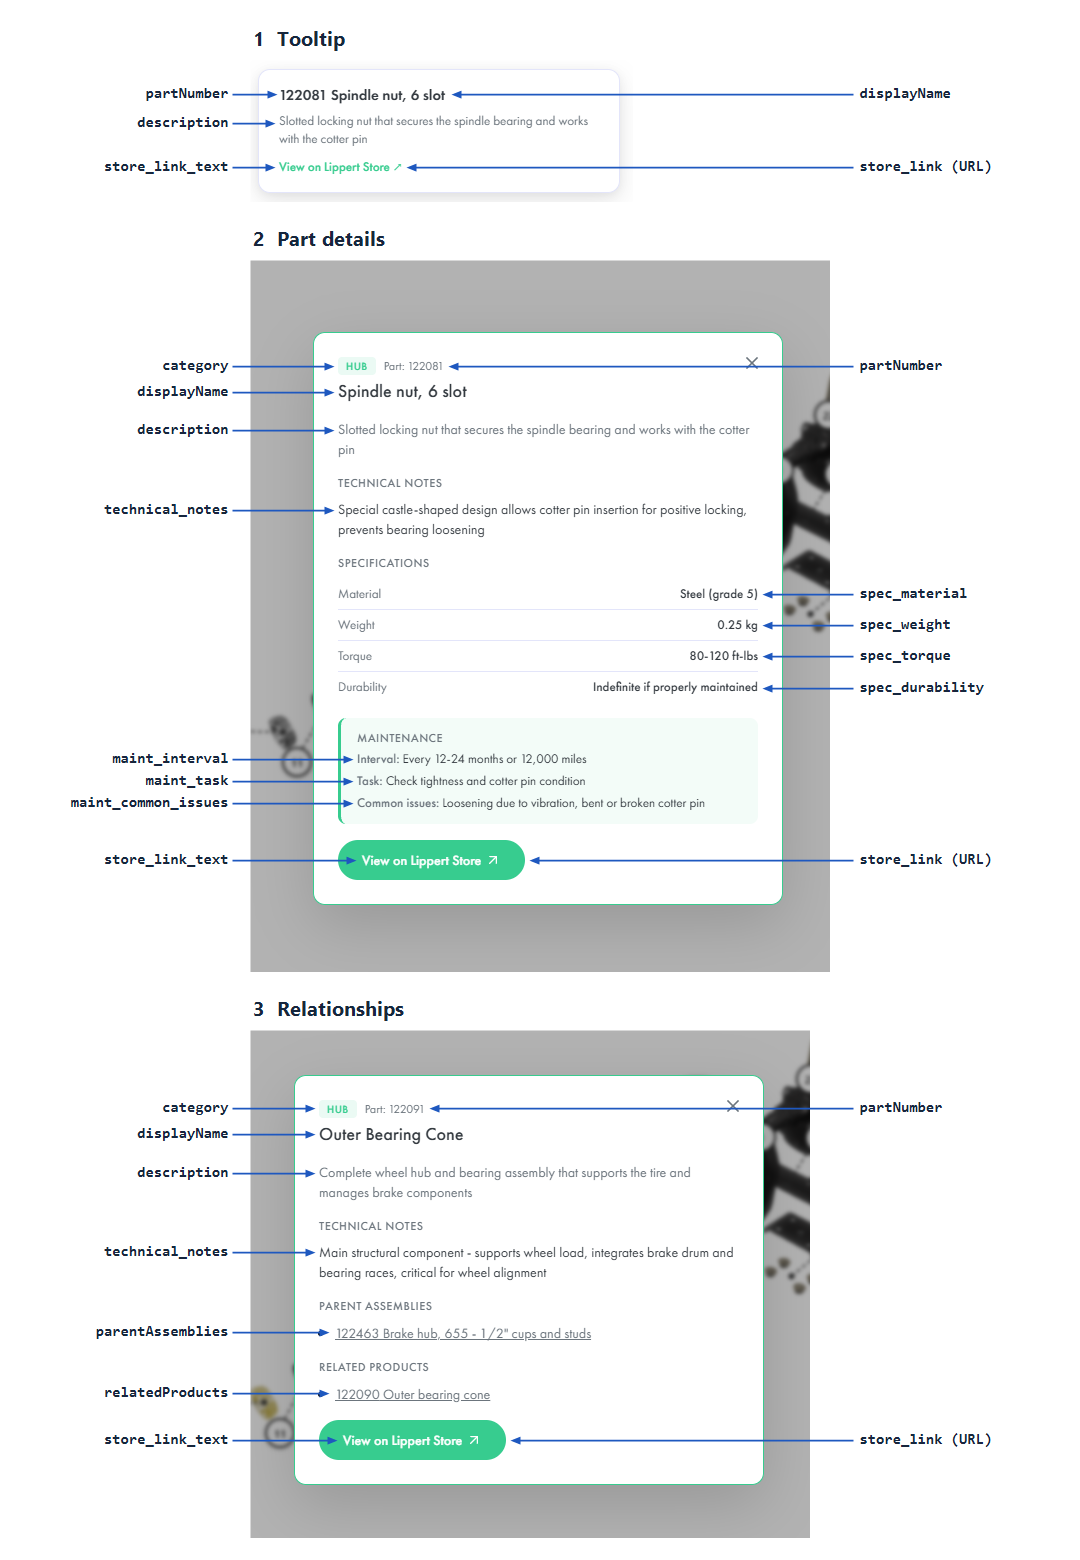 1 Tooltip
partNumber 122081 Spindle nut, 6 slot displayName
description Slotted locking nut that secures the spindle bearing and works
with the cotter pin
store_link_text View on Lippert Store ↗ store_link (URL)
2 Part details
category HUB Part: 122081 partNumber
displayName Spindle nut, 6 slot
description Slotted locking nut that secures the spindle bearing and works with the cotter
pin
TECHNICAL NOTES
technical_notes Special castle-shaped design allows cotter pin insertion for positive locking,
prevents bearing loosening
SPECIFICATIONS
Material Steel (grade 5) spec_material
Weight 0.25 kg spec_weight
Torque 80-120 ft-lbs spec_torque
Durability Indefinite if properly maintained spec_durability
MAINTENANCE
maint_interval Interval: Every 12-24 months or 12,000 miles
maint_task Task: Check tightness and cotter pin condition
maint_common_issues Common issues: Loosening due to vibration, bent or broken cotter pin
store_link_text View on Lippert Store ↗ store_link (URL)
3 Relationships
category HUB Part: 122091 partNumber
displayName Outer Bearing Cone
description Complete wheel hub and bearing assembly that supports the tire and
manages brake components
TECHNICAL NOTES
technical_notes Main structural component - supports wheel load, integrates brake drum and
bearing races, critical for wheel alignment
PARENT ASSEMBLIES
parentAssemblies 122463 Brake hub, 655 - 1/2" cups and studs
RELATED PRODUCTS
relatedProducts 122090 Outer bearing cone
store_link_text View on Lippert Store ↗ store_link (URL)